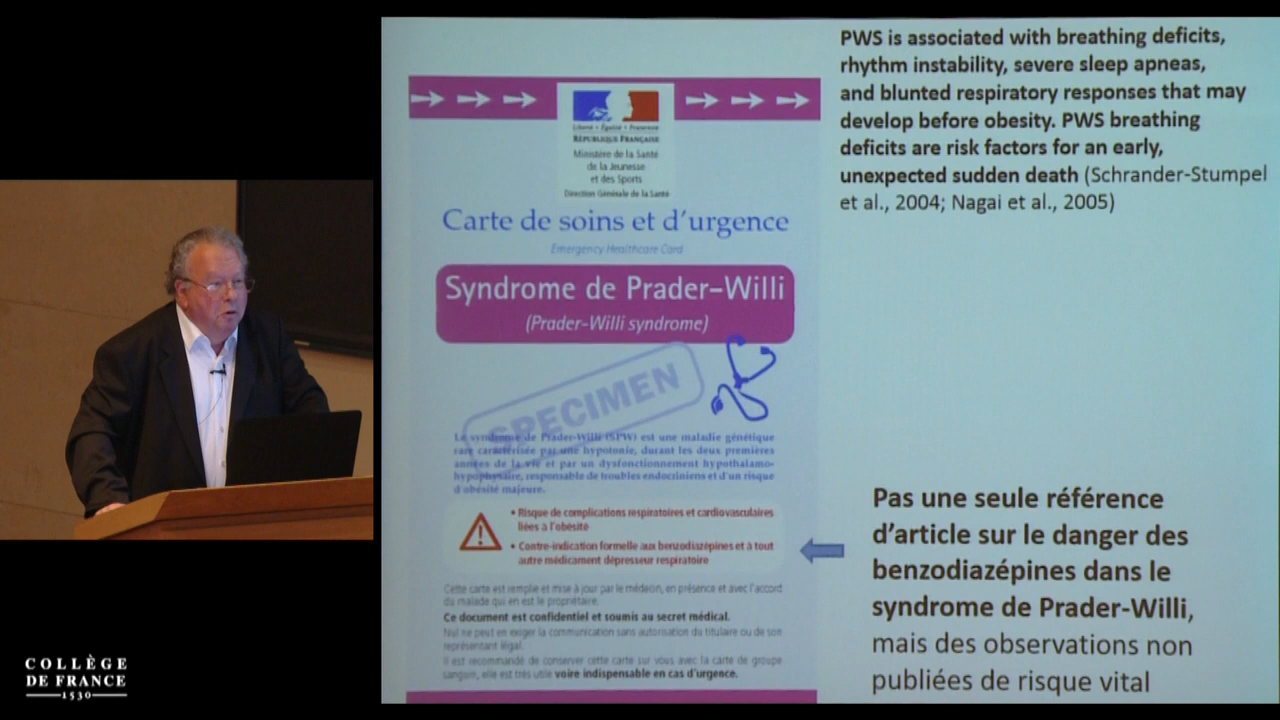 PWS is associated with breathing deficits,
rhythm instability, severe sleep apneas,
and blunted respiratory responses that may
develop before obesity. PWS breathing
deficits are risk factors for an early,
unexpected sudden death (Schrander-Stumpel
et al., 2004; Nagai et al., 2005)
Liberté • Égalité • Fraternité
RÉPUBLIQUE FRANÇAISE
Ministère de la Santé
de la Jeunesse
et des Sports
Direction Générale de la Santé
Carte de soins et d'urgence
Emergency Healthcare Card
Syndrome de Prader-Willi
(Prader-Willi syndrome)
SPECIMEN
Le syndrome de Prader-Willi (SPW) est une maladie génétique
rare caractérisée par une hypotonie, durant les deux premières
années de la vie et par un dysfonctionnement hypothalamo-
hypophysaire, responsable de troubles endocriniens et d'un risque
d'obésité majeure.
• Risque de complications respiratoires et cardiovasculaires
liées à l'obésité
• Contre-indication formelle aux benzodiazépines et à tout
autre médicament dépresseur respiratoire
Cette carte est remplie et mise à jour par le médecin, en présence et avec l'accord
du malade qui en est le propriétaire.
Ce document est confidentiel et soumis au secret médical.
Nul ne peut en exiger la communication sans autorisation du titulaire ou de son
représentant légal.
Il est recommandé de conserver cette carte sur vous avec la carte de groupe
sanguin, elle est très utile voire indispensable en cas d'urgence.
Pas une seule référence
d'article sur le danger des
benzodiazépines dans le
syndrome de Prader-Willi,
mais des observations non
publiées de risque vital
COLLÈGE
DE FRANCE
1530